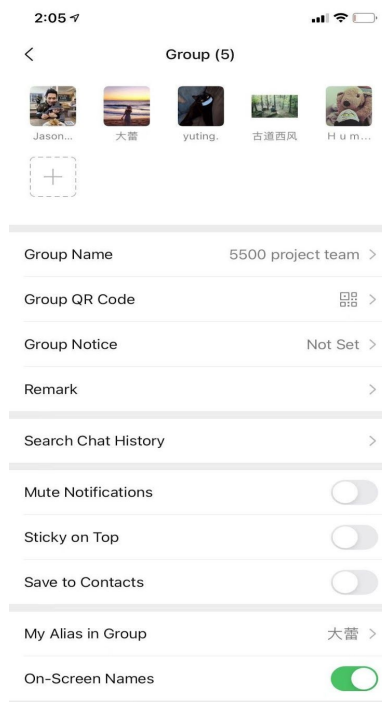 2:05
Group (5)
Jason... 大蕾 yuting. 古道西风 H u m...
Group Name 5500 project team
Group QR Code
Group Notice Not Set
Remark
Search Chat History
Mute Notifications
Sticky on Top
Save to Contacts
My Alias in Group 大蕾
On-Screen Names